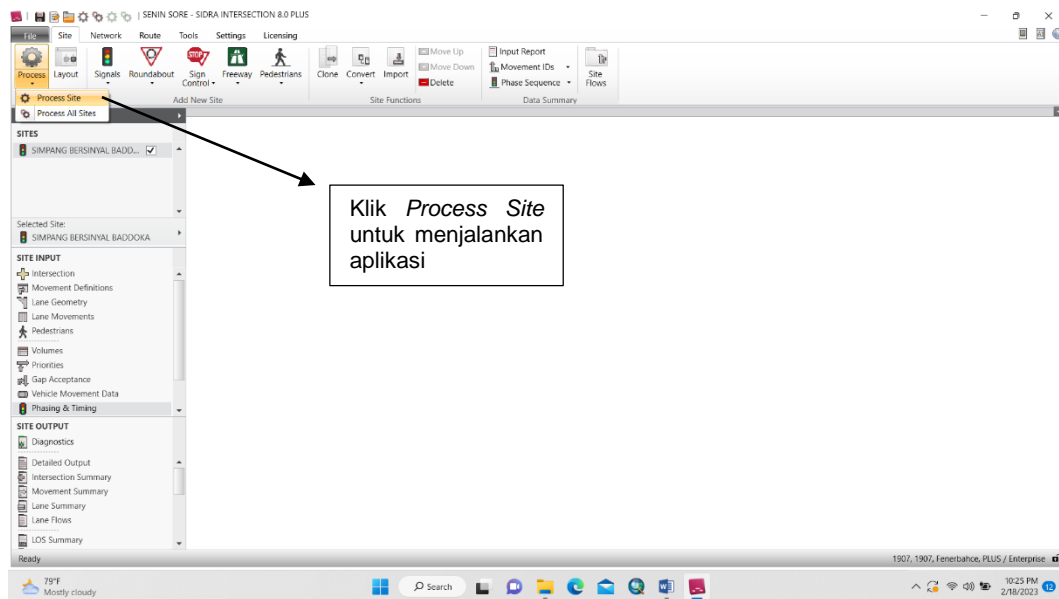 SENIN SORE - SIDRA INTERSECTION 8.0 PLUS
File Site Network Route Tools Settings Licensing
Process
Layout
Signals
Roundabout
STOP
Sign Control
Freeway
Pedestrians
Clone
Convert
Import
Move Up
Move Down
Delete
Input Report
Movement IDs
Phase Sequence
Site Flows
Add New Site
Site Functions
Data Summary
Process Site
Process All Sites
SITES
SIMPANG BERSINYAL BADD...
Selected Site:
SIMPANG BERSINYAL BADDOKA
SITE INPUT
Intersection
Movement Definitions
Lane Geometry
Lane Movements
Pedestrians
Volumes
Priorities
Gap Acceptance
Vehicle Movement Data
Phasing & Timing
SITE OUTPUT
Diagnostics
Detailed Output
Intersection Summary
Movement Summary
Lane Summary
Lane Flows
LOS Summary
Klik Process Site
untuk menjalankan
aplikasi
Ready
1907, 1907, Fenerbahce, PLUS / Enterprise
79°F
Mostly cloudy
Search
10:25 PM
2/18/2023
12